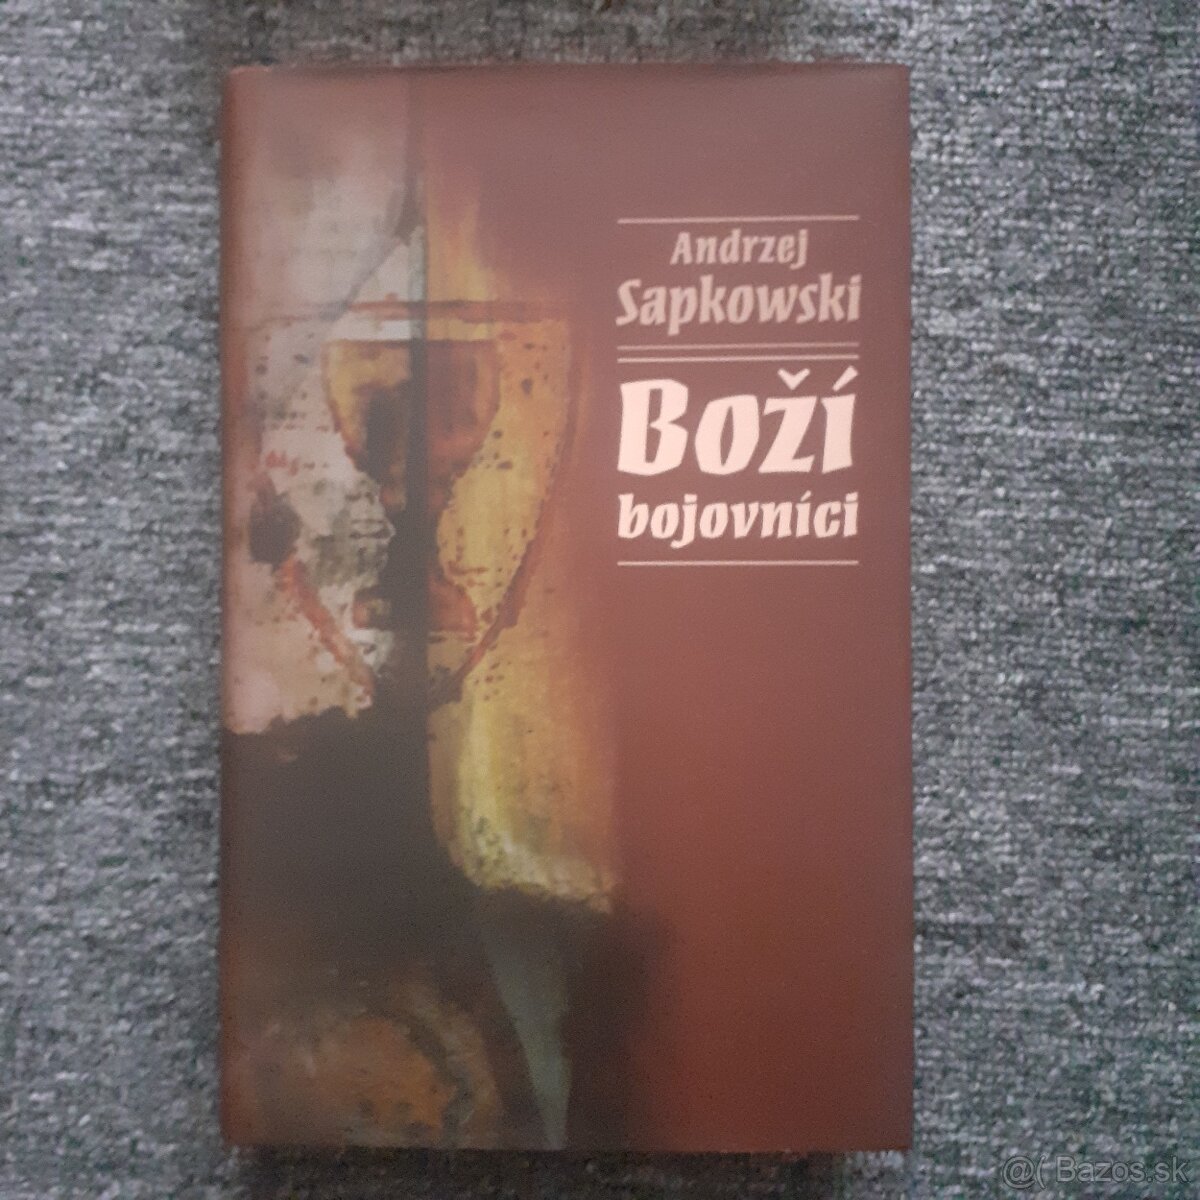 Andrzej
Sapkowski
Boží
bojovníci
@( Bazos.sk